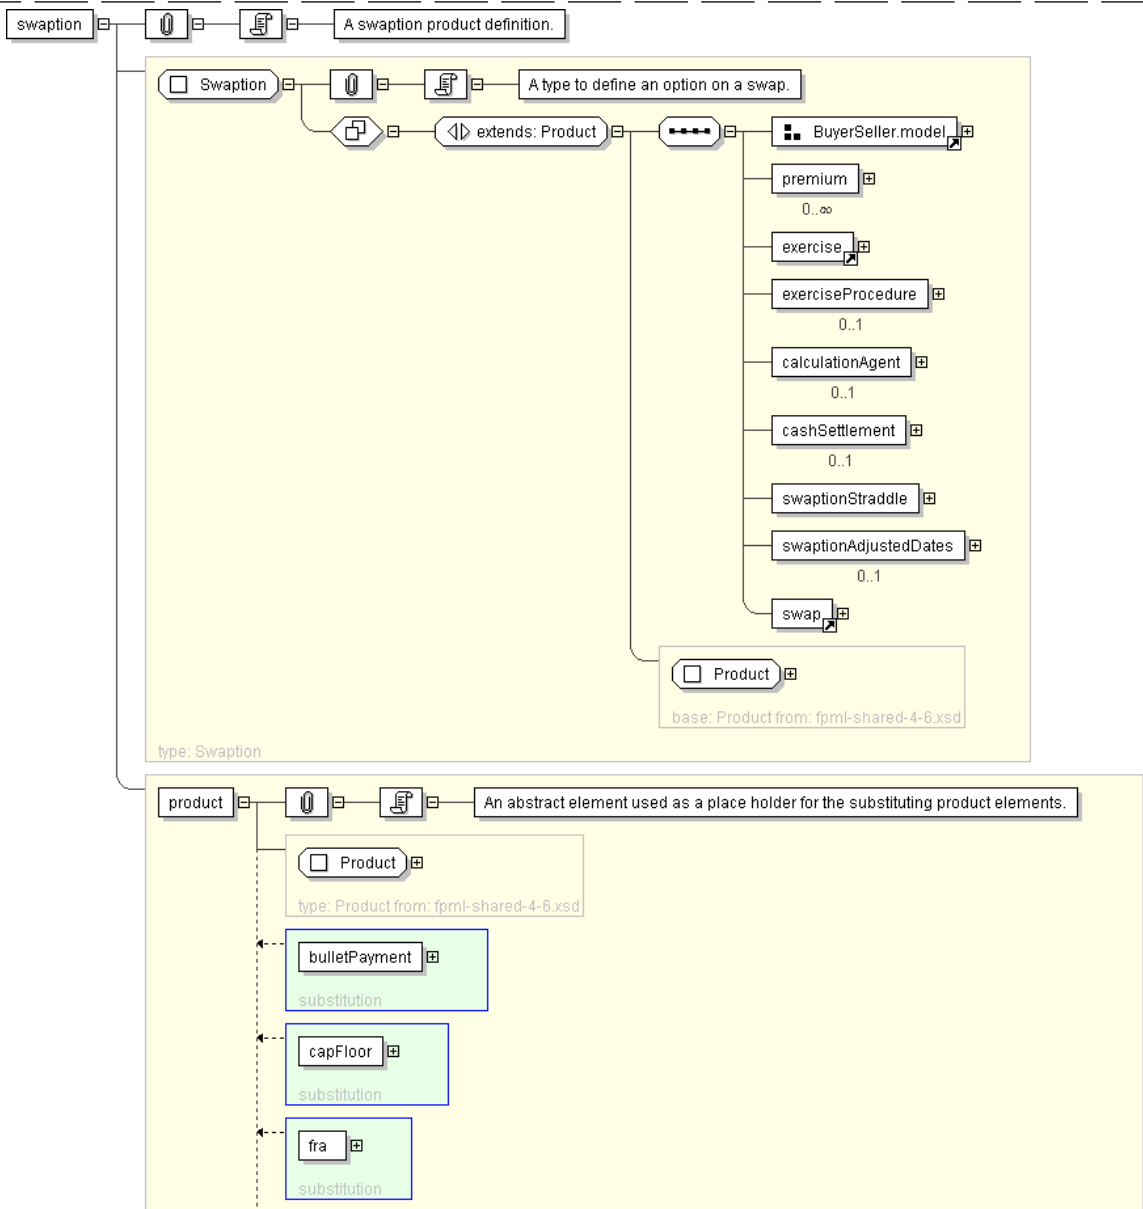 swaption
A swaption product definition.
Swaption
A type to define an option on a swap.
extends: Product
BuyerSeller.model
premium
0..∞
exercise
exerciseProcedure
0..1
calculationAgent
0..1
cashSettlement
0..1
swaptionStraddle
swaptionAdjustedDates
0..1
swap
Product
base: Product from: fpml-shared-4-6.xsd
type: Swaption
product
An abstract element used as a place holder for the substituting product elements.
Product
type: Product from: fpml-shared-4-6.xsd
bulletPayment
substitution
capFloor
substitution
fra
substitution